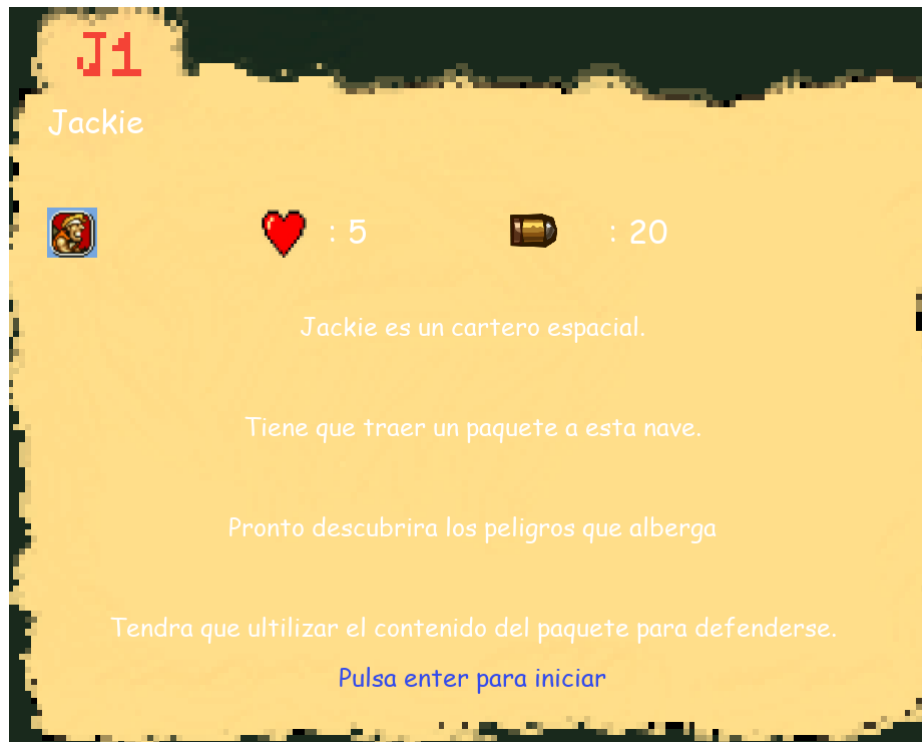 J1
Jackie
: 5 : 20
Jackie es un cartero espacial.
Tiene que traer un paquete a esta nave.
Pronto descubrira los peligros que alberga
Tendra que ultilizar el contenido del paquete para defenderse.
Pulsa enter para iniciar